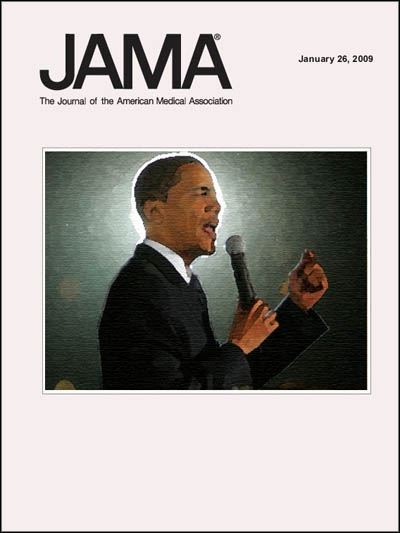 JAMA®
January 26, 2009
The Journal of the American Medical Association